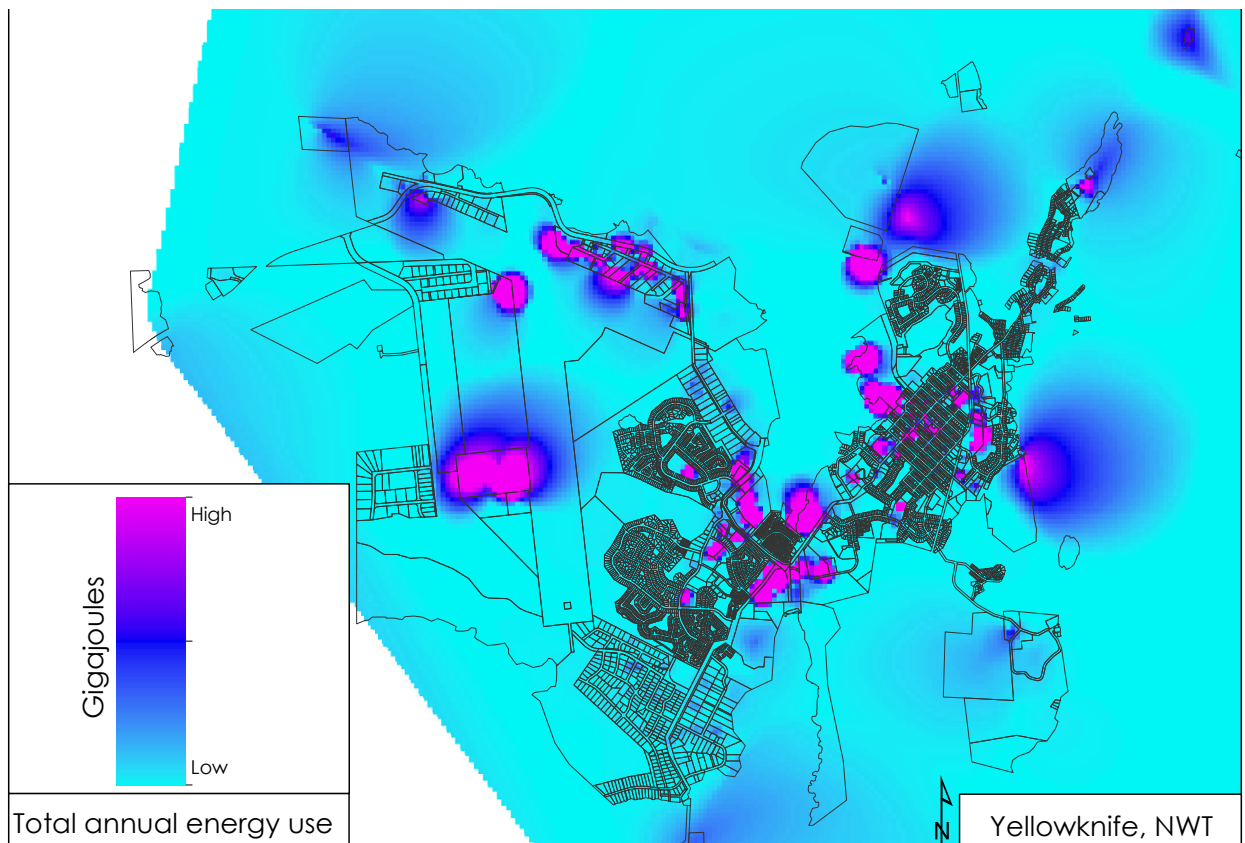 High
Gigajoules
Low
Total annual energy use
N
Yellowknife, NWT